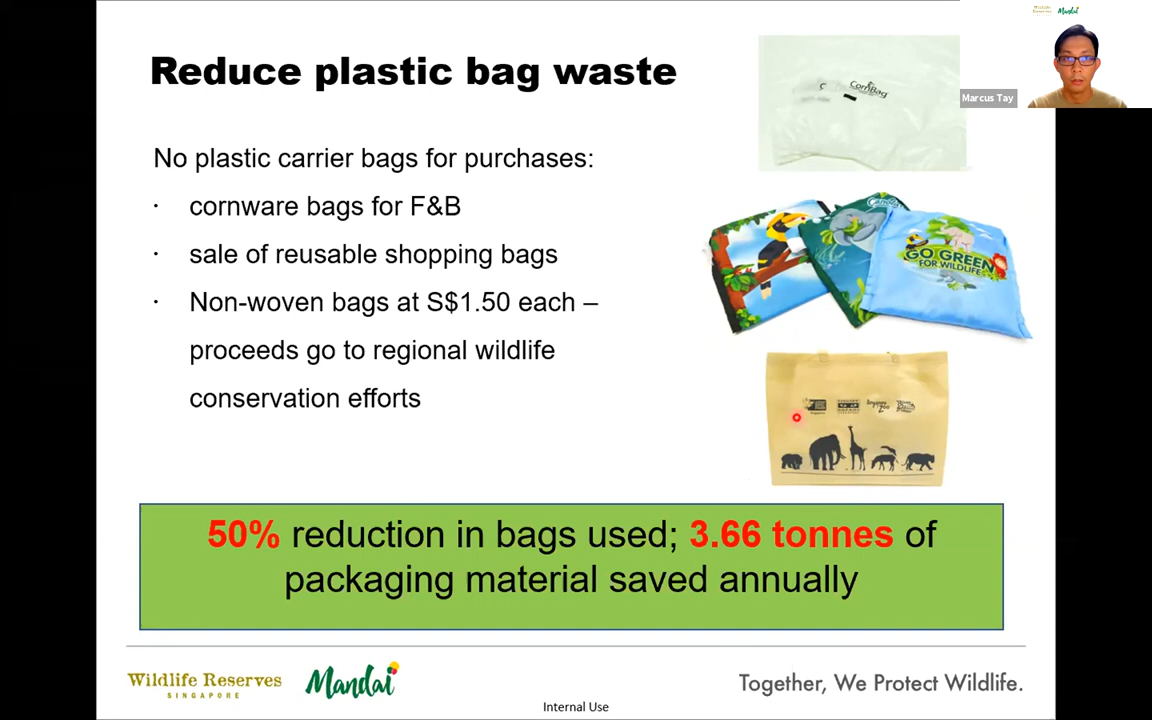 Wildlife
Reserves
Mandai
Reduce plastic bag waste
CornBag
Marcus Tay
No plastic carrier bags for purchases:
· cornware bags for F&B
· sale of reusable shopping bags
· Non-woven bags at S$1.50 each –
proceeds go to regional wildlife
conservation efforts
GO GREEN
FOR WILDLIFE
50% reduction in bags used; 3.66 tonnes of
packaging material saved annually
Wildlife Reserves
SINGAPORE
Mandai
Together, We Protect Wildlife.
Internal Use